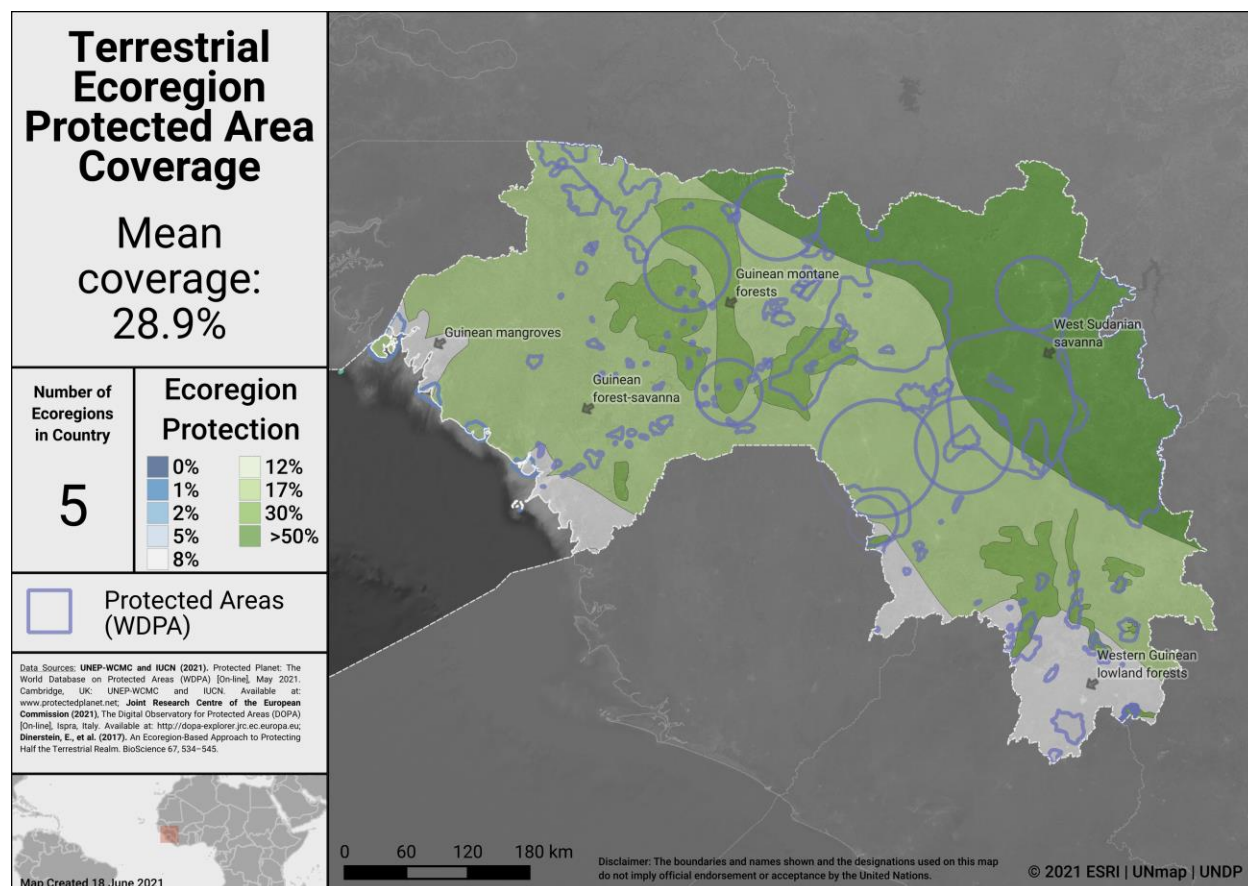 Terrestrial
Ecoregion
Protected Area
Coverage
Mean
coverage:
28.9%
Number of
Ecoregions
in Country
5
Ecoregion
Protection
0%
1%
2%
5%
8%
12%
17%
30%
>50%
Protected Areas
(WDPA)
Data Sources: UNEP-WCMC and IUCN (2021). Protected Planet: The
World Database on Protected Areas (WDPA) [On-line], May 2021.
Cambridge, UK: UNEP-WCMC and IUCN. Available at:
www.protectedplanet.net; Joint Research Centre of the European
Commission (2021), The Digital Observatory for Protected Areas (DOPA)
[On-line], Ispra, Italy. Available at: http://dopa-explorer.jrc.ec.europa.eu;
Dinerstein, E., et al. (2017). An Ecoregion-Based Approach to Protecting
Half the Terrestrial Realm. BioScience 67, 534–545.
Map Created 18 June 2021
Guinean montane
forests
Guinean mangroves
West Sudanian
savanna
Guinean
forest-savanna
Western Guinean
lowland forests
0 60 120 180 km
Disclaimer: The boundaries and names shown and the designations used on this map
do not imply official endorsement or acceptance by the United Nations.
© 2021 ESRI | UNmap | UNDP